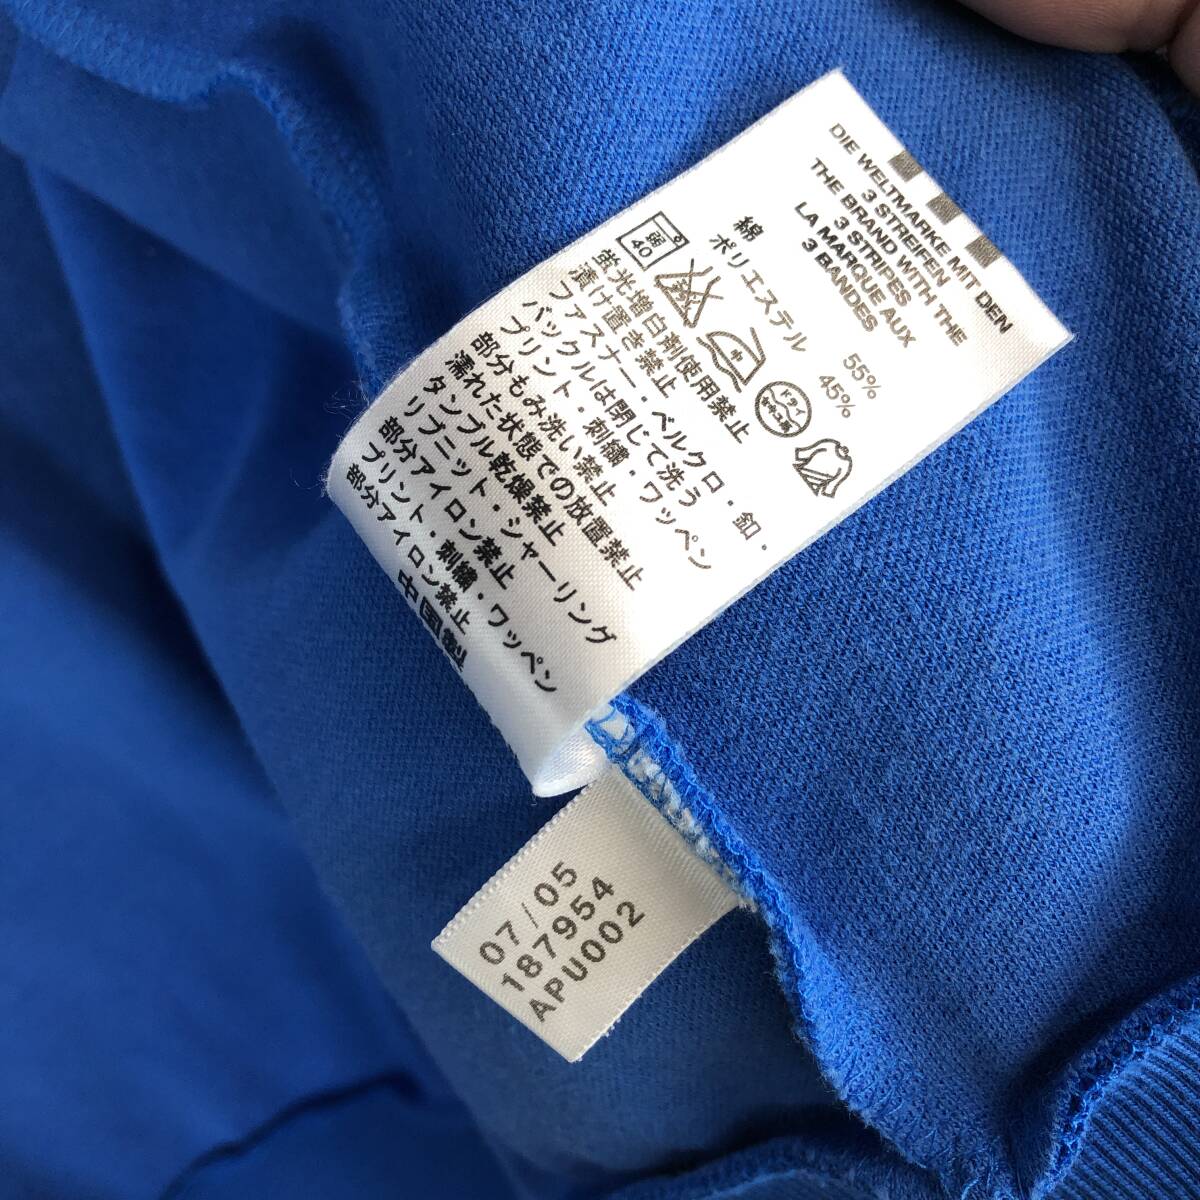 DIE WELTMARKE MIT DEN
3 STREIFEN
THE BRAND WITH THE
3 STRIPES
LA MARQUE AUX
3 BANDES
綿 55%
ポリエステル 45%
弱
40
ドライ
蛍光増白剤使用禁止
漬け置き禁止
ファスナー・ベルクロ・釦・
バックルは閉じて洗う
プリント・刺繍・ワッペン
部分もみ洗い禁止
濡れた状態での放置禁止
タンブル乾燥禁止
リブニット・シャーリング
部分アイロン禁止
プリント・刺繍・ワッペン
部分アイロン禁止
中国製
07/05
187954
APU002